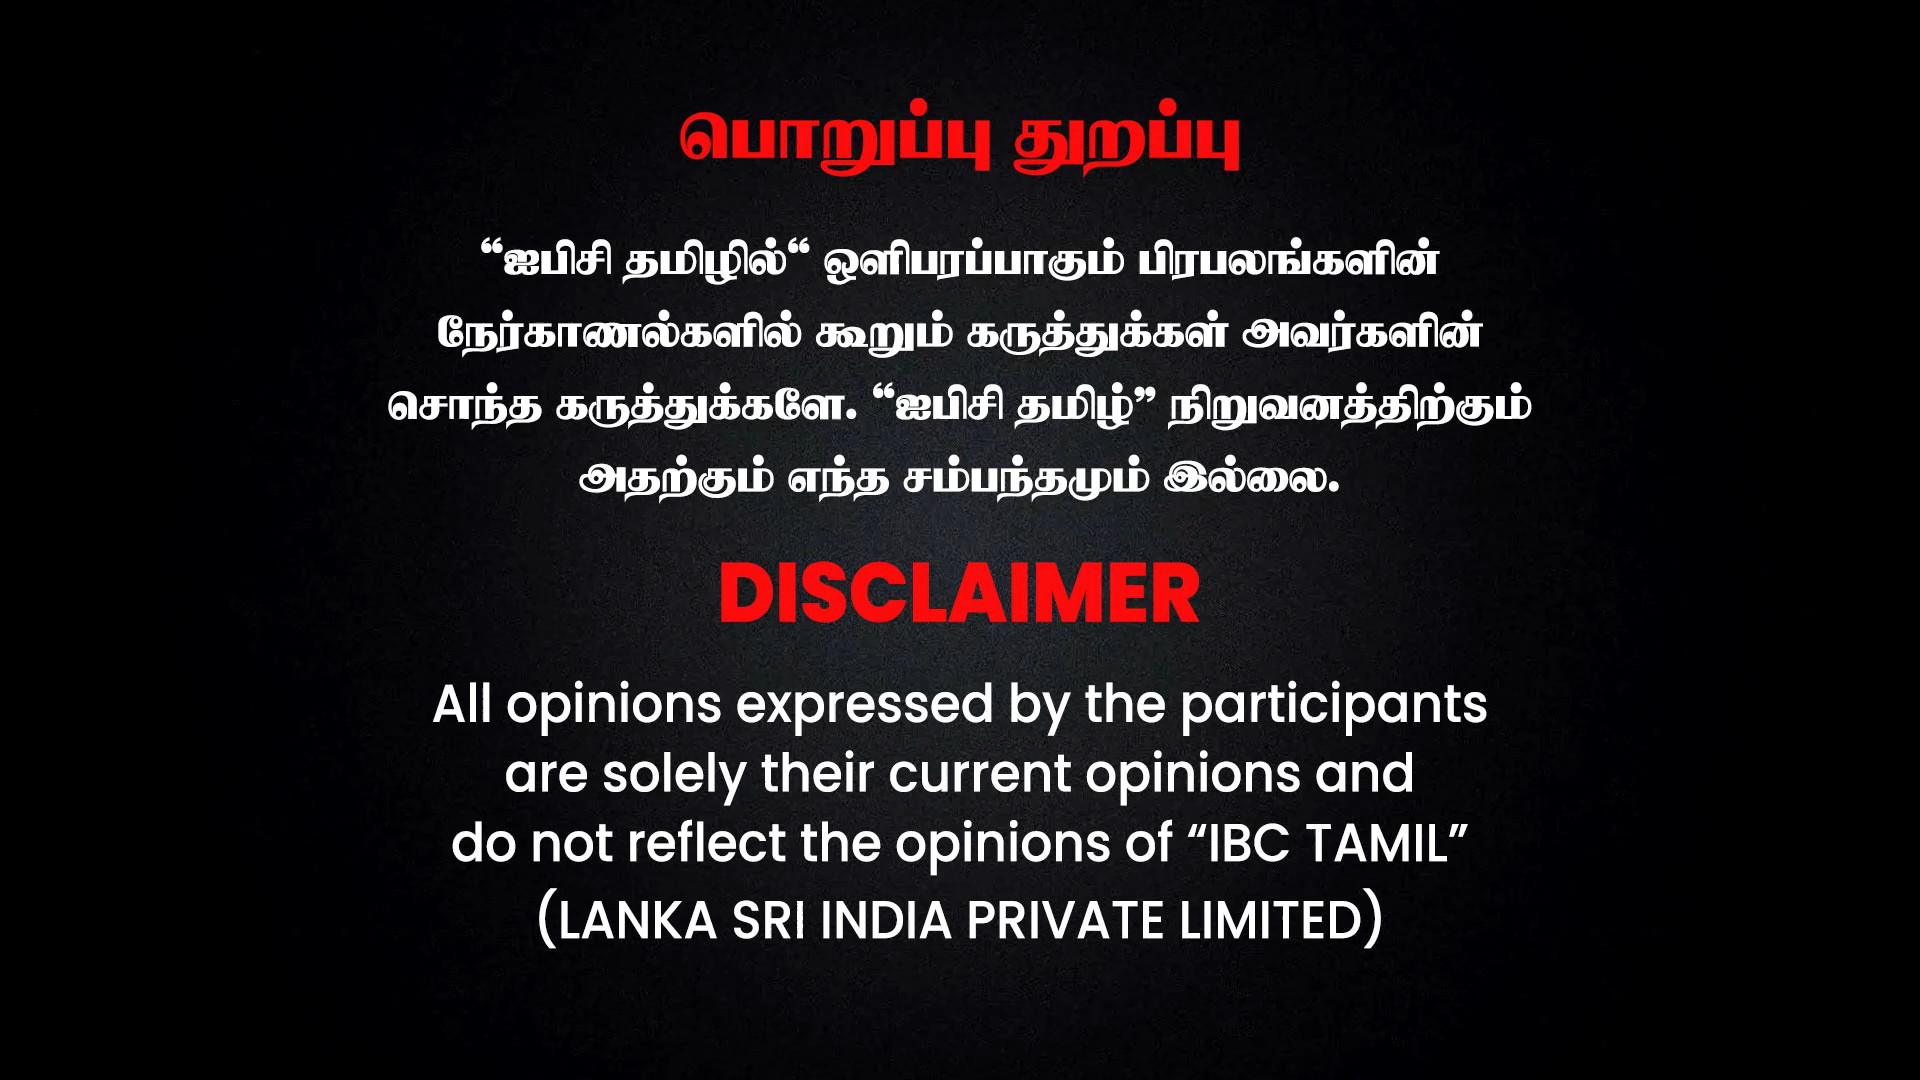 பொறுப்பு துறப்பு
“ஐபிசி தமிழில்“ ஒளிபரப்பாகும் பிரபலங்களின்
நேர்காணல்களில் கூறும் கருத்துக்கள் அவர்களின்
சொந்த கருத்துக்களே. “ஐபிசி தமிழ்” நிறுவனத்திற்கும்
அதற்கும் எந்த சம்பந்தமும் இல்லை.
DISCLAIMER
All opinions expressed by the participants
are solely their current opinions and
do not reflect the opinions of “IBC TAMIL”
(LANKA SRI INDIA PRIVATE LIMITED)